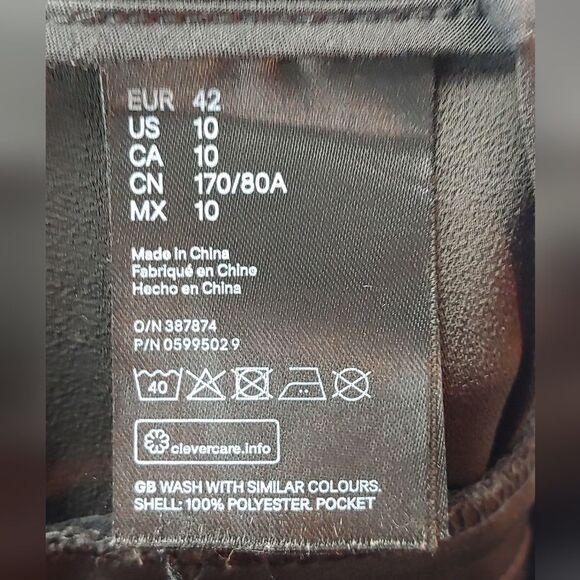 EUR 42
US 10
CA 10
CN 170/80A
MX 10
Made in China
Fabriqué en Chine
Hecho en China
O/N 387874
P/N 0599502 9
40
clevercare.info
GB WASH WITH SIMILAR COLOURS.
SHELL: 100% POLYESTER. POCKET